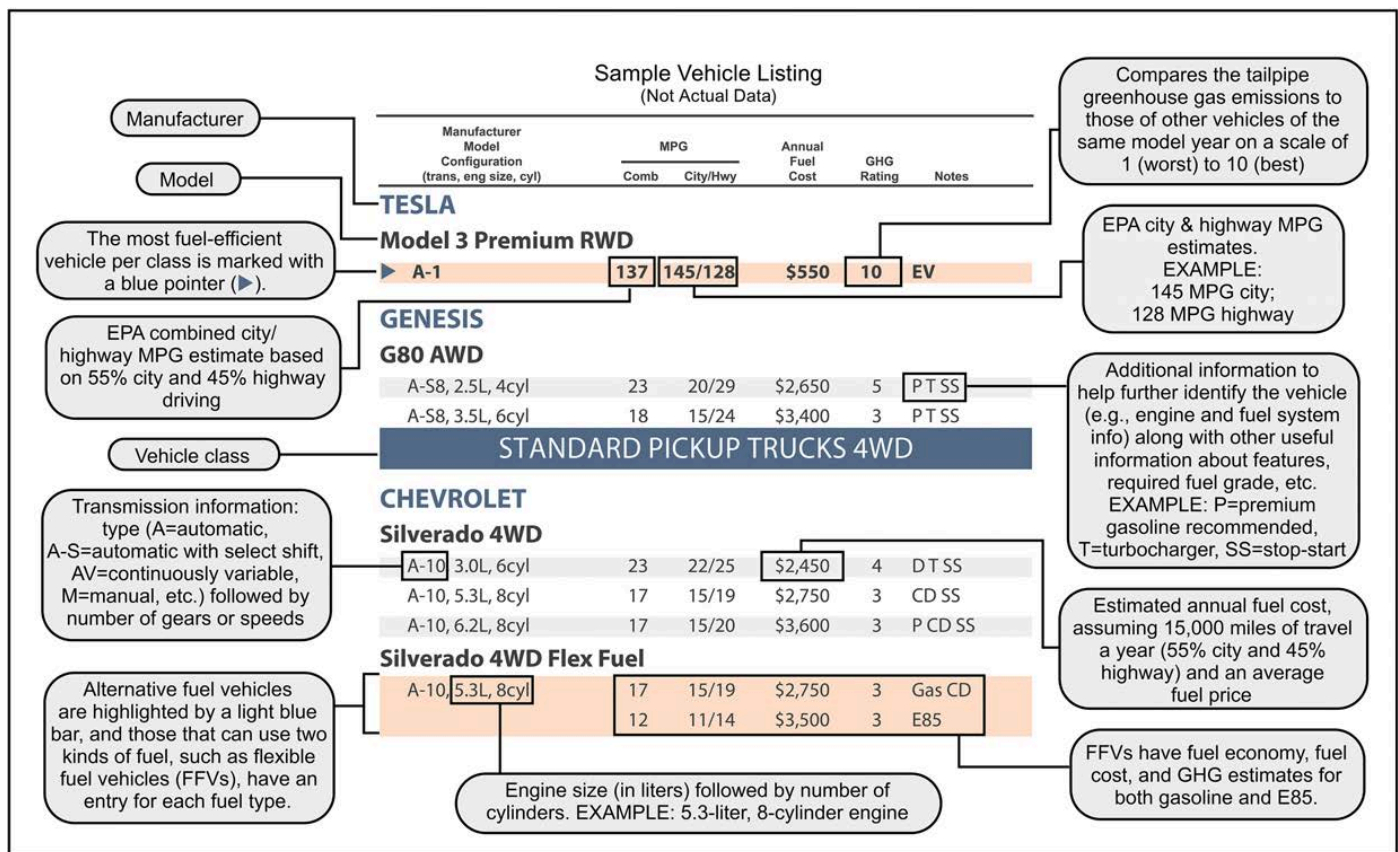 Sample Vehicle Listing
(Not Actual Data)
Manufacturer
Model
Configuration
(trans, eng size, cyl)
MPG
Comb
City/Hwy
Annual
Fuel
Cost
GHG
Rating
Notes
TESLA
Model 3 Premium RWD
▶ A-1 137 145/128 $550 10 EV
GENESIS
G80 AWD
A-S8, 2.5L, 4cyl 23 20/29 $2,650 5 P T SS
A-S8, 3.5L, 6cyl 18 15/24 $3,400 3 P T SS
STANDARD PICKUP TRUCKS 4WD
CHEVROLET
Silverado 4WD
A-10, 3.0L, 6cyl 23 22/25 $2,450 4 D T SS
A-10, 5.3L, 8cyl 17 15/19 $2,750 3 CD SS
A-10, 6.2L, 8cyl 17 15/20 $3,600 3 P CD SS
Silverado 4WD Flex Fuel
A-10, 5.3L, 8cyl 17 15/19 $2,750 3 Gas CD
12 11/14 $3,500 3 E85
Manufacturer
Model
The most fuel-efficient
vehicle per class is marked with
a blue pointer (▶).
EPA combined city/
highway MPG estimate based
on 55% city and 45% highway
driving
Vehicle class
Transmission information:
type (A=automatic,
A-S=automatic with select shift,
AV=continuously variable,
M=manual, etc.) followed by
number of gears or speeds
Alternative fuel vehicles
are highlighted by a light blue
bar, and those that can use two
kinds of fuel, such as flexible
fuel vehicles (FFVs), have an
entry for each fuel type.
Engine size (in liters) followed by number of
cylinders. EXAMPLE: 5.3-liter, 8-cylinder engine
Compares the tailpipe
greenhouse gas emissions to
those of other vehicles of the
same model year on a scale of
1 (worst) to 10 (best)
EPA city & highway MPG
estimates.
EXAMPLE:
145 MPG city;
128 MPG highway
Additional information to
help further identify the vehicle
(e.g., engine and fuel system
info) along with other useful
information about features,
required fuel grade, etc.
EXAMPLE: P=premium
gasoline recommended,
T=turbocharger, SS=stop-start
Estimated annual fuel cost,
assuming 15,000 miles of travel
a year (55% city and 45%
highway) and an average
fuel price
FFVs have fuel economy, fuel
cost, and GHG estimates for
both gasoline and E85.